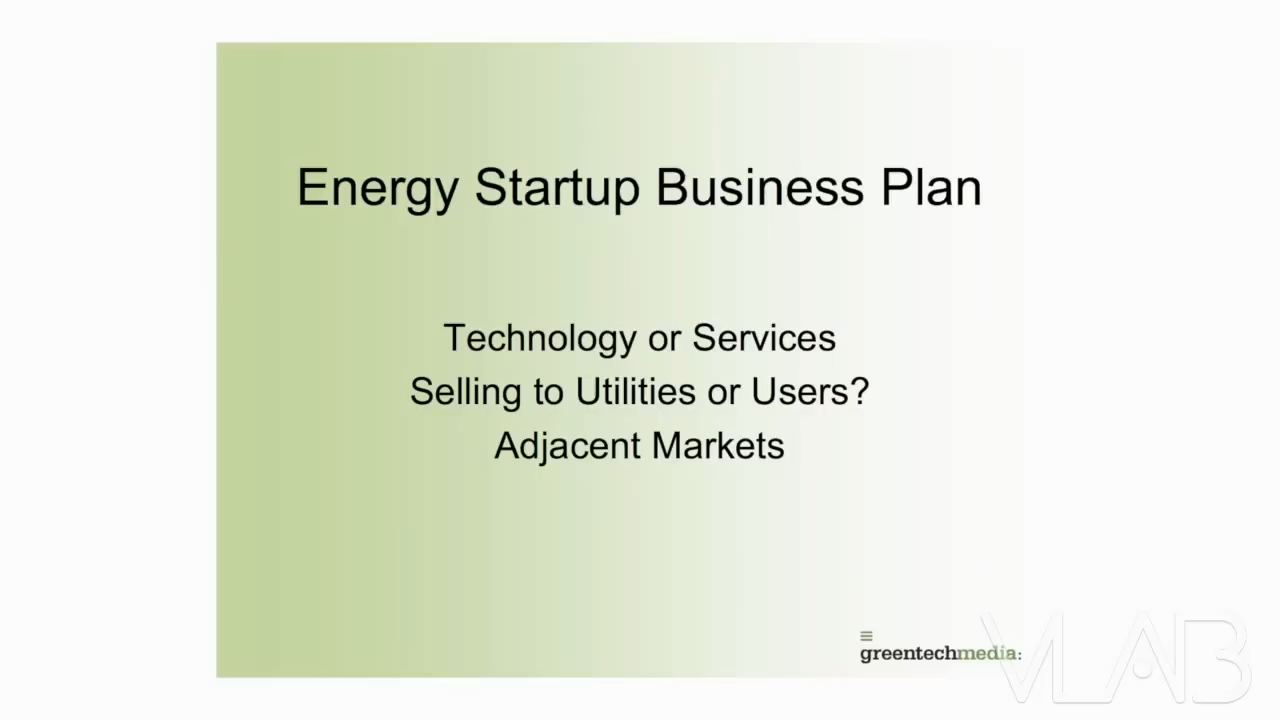 Energy Startup Business Plan
Technology or Services
Selling to Utilities or Users?
Adjacent Markets
greentechmedia:
VLAB